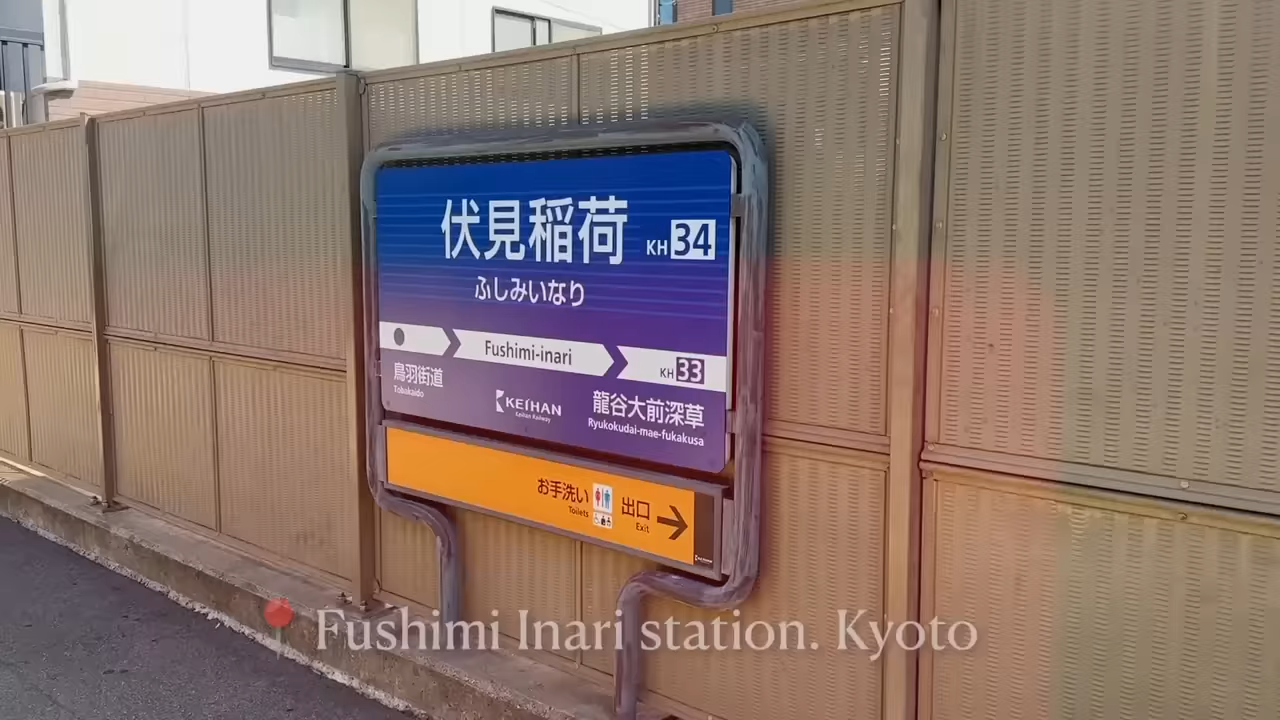 伏見稲荷 KH 34
ふしみいなり
Fushimi-inari
KH 33
鳥羽街道
Tobakaido
KEIHAN
Keihan Railway
龍谷大前深草
Ryukokudai-mae-fukakusa
お手洗い
Toilets
出口
Exit
Fushimi Inari station. Kyoto